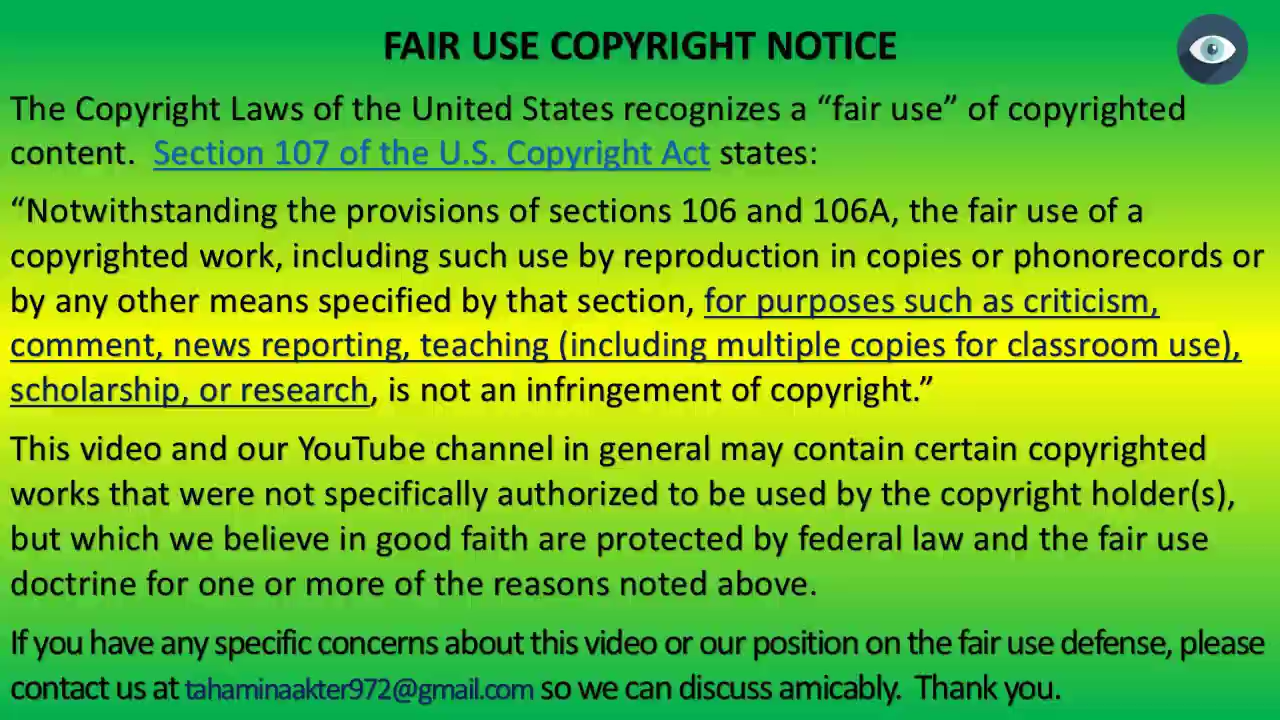 FAIR USE COPYRIGHT NOTICE
The Copyright Laws of the United States recognizes a “fair use” of copyrighted
content.  Section 107 of the U.S. Copyright Act states:
“Notwithstanding the provisions of sections 106 and 106A, the fair use of a
copyrighted work, including such use by reproduction in copies or phonorecords or
by any other means specified by that section, for purposes such as criticism,
comment, news reporting, teaching (including multiple copies for classroom use),
scholarship, or research, is not an infringement of copyright.”
This video and our YouTube channel in general may contain certain copyrighted
works that were not specifically authorized to be used by the copyright holder(s),
but which we believe in good faith are protected by federal law and the fair use
doctrine for one or more of the reasons noted above.
If you have any specific concerns about this video or our position on the fair use defense, please
contact us at tahaminaakter972@gmail.com so we can discuss amicably.  Thank you.